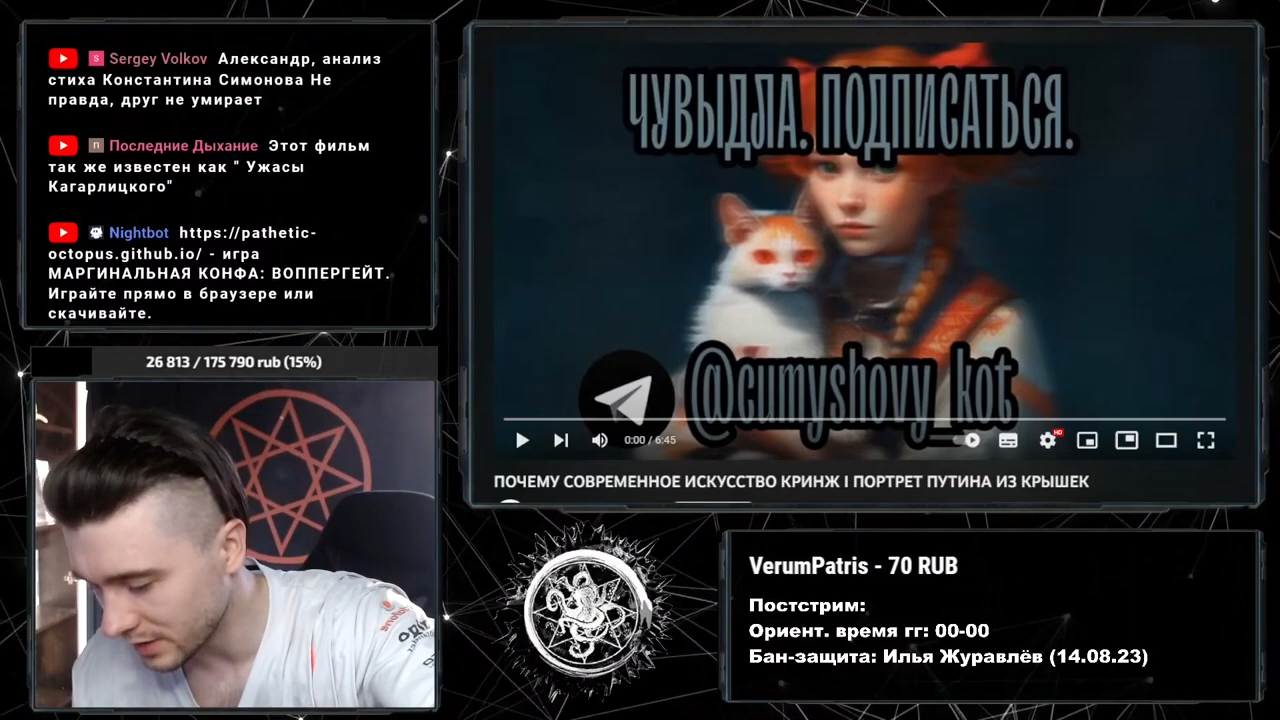 Sergey Volkov Александр, анализ
стиха Константина Симонова Не
правда, друг не умирает
Последние Дыхание Этот фильм
так же известен как " Ужасы
Кагарлицкого"
Nightbot https://pathetic-
octopus.github.io/ - игра
МАРГИНАЛЬНАЯ КОНФА: ВОППЕРГЕЙТ.
Играйте прямо в браузере или
скачивайте.
26 813 / 175 790 rub (15%)
ЧУВЫДЛА. ПОДПИСАТЬСЯ.
@cumyshovy_kot
0:00 / 6:45
HD
ПОЧЕМУ СОВРЕМЕННОЕ ИСКУССТВО КРИНЖ I ПОРТРЕТ ПУТИНА ИЗ КРЫШЕК
VerumPatris - 70 RUB
Постстрим:
Ориент. время гг: 00-00
Бан-защита: Илья Журавлёв (14.08.23)